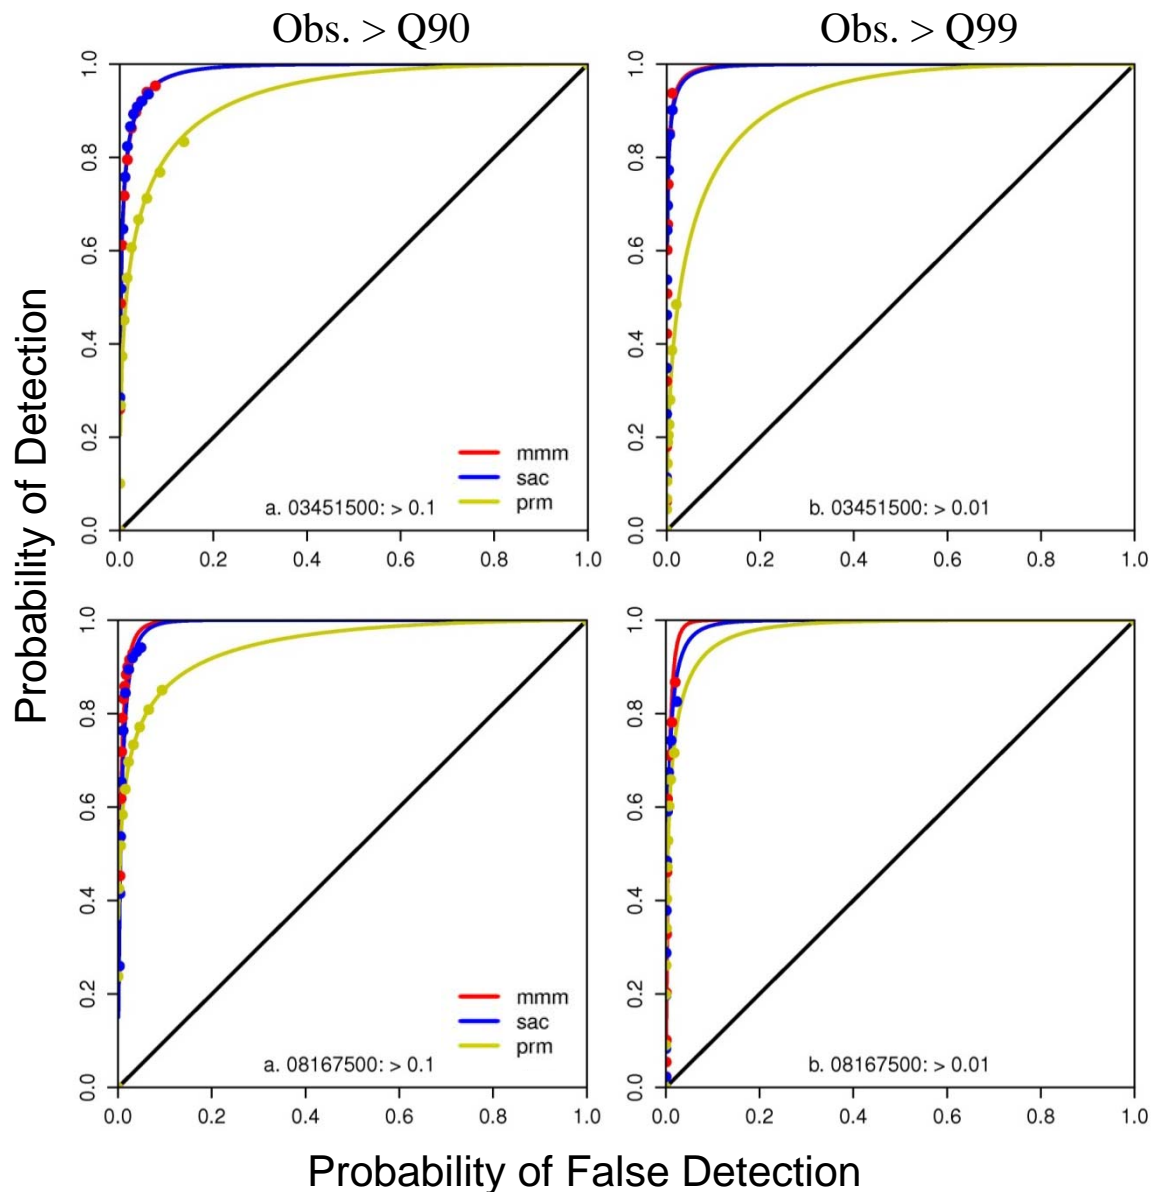 Obs. > Q90
Obs. > Q99
Probability of Detection
1.0
0.8
0.6
0.4
0.2
0.0
mmm
sac
prm
a. 03451500: > 0.1
0.0 0.2 0.4 0.6 0.8 1.0
1.0
0.8
0.6
0.4
0.2
0.0
b. 03451500: > 0.01
0.0 0.2 0.4 0.6 0.8 1.0
1.0
0.8
0.6
0.4
0.2
0.0
mmm
sac
prm
a. 08167500: > 0.1
0.0 0.2 0.4 0.6 0.8 1.0
1.0
0.8
0.6
0.4
0.2
0.0
b. 08167500: > 0.01
0.0 0.2 0.4 0.6 0.8 1.0
Probability of False Detection